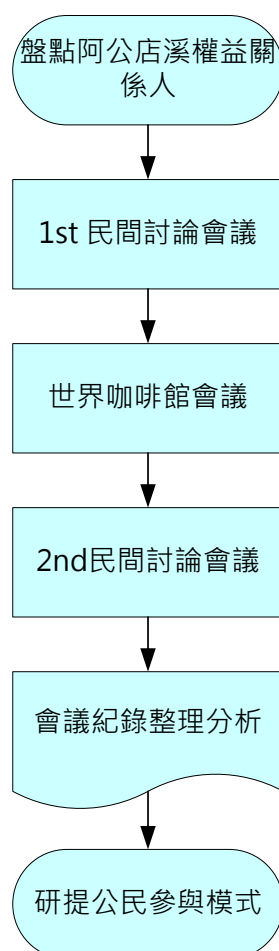 盤點阿公店溪權益關
係人
1st 民間討論會議
世界咖啡館會議
2nd民間討論會議
會議紀錄整理分析
研提公民參與模式